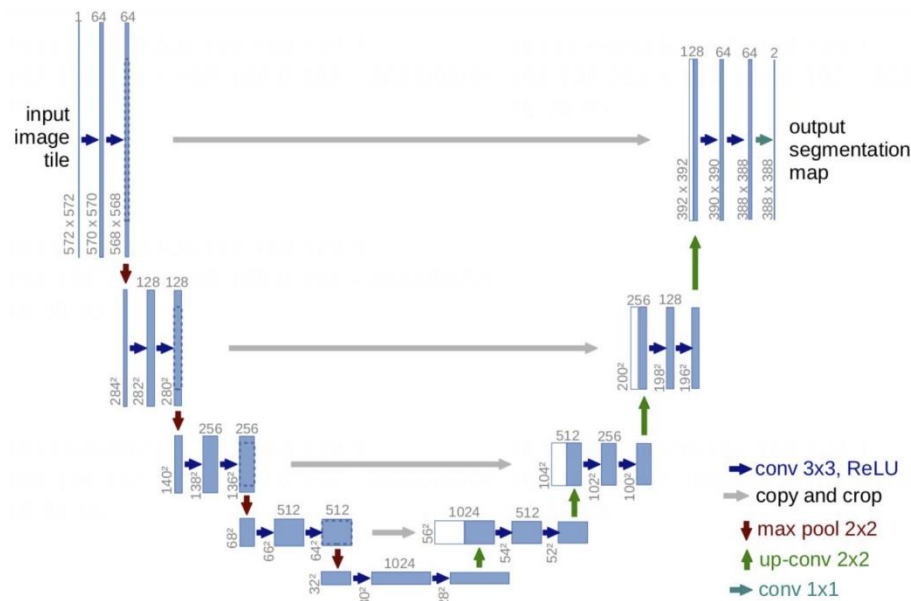 1
64
64
128
64
64
2
input
image
tile
output
segmentation
map
572 x 572
570 x 570
568 x 568
392 x 392
390 x 390
388 x 388
388 x 388
128
128
256
128
284²
282²
280²
200²
198²
196²
256
256
512
256
140²
138²
136²
104²
102²
100²
512
512
1024
512
68²
66²
64²
56²
54²
52²
1024
32²
conv 3x3, ReLU
copy and crop
max pool 2x2
up-conv 2x2
conv 1x1